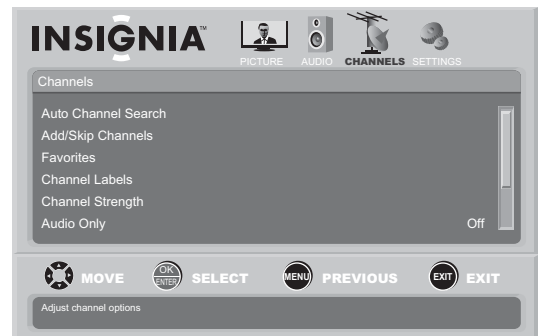 INSIGNIA™
PICTURE AUDIO CHANNELS SETTINGS
Channels
Auto Channel Search
Add/Skip Channels
Favorites
Channel Labels
Channel Strength
Audio Only Off
MOVE OK ENTER SELECT MENU PREVIOUS EXIT EXIT
Adjust channel options